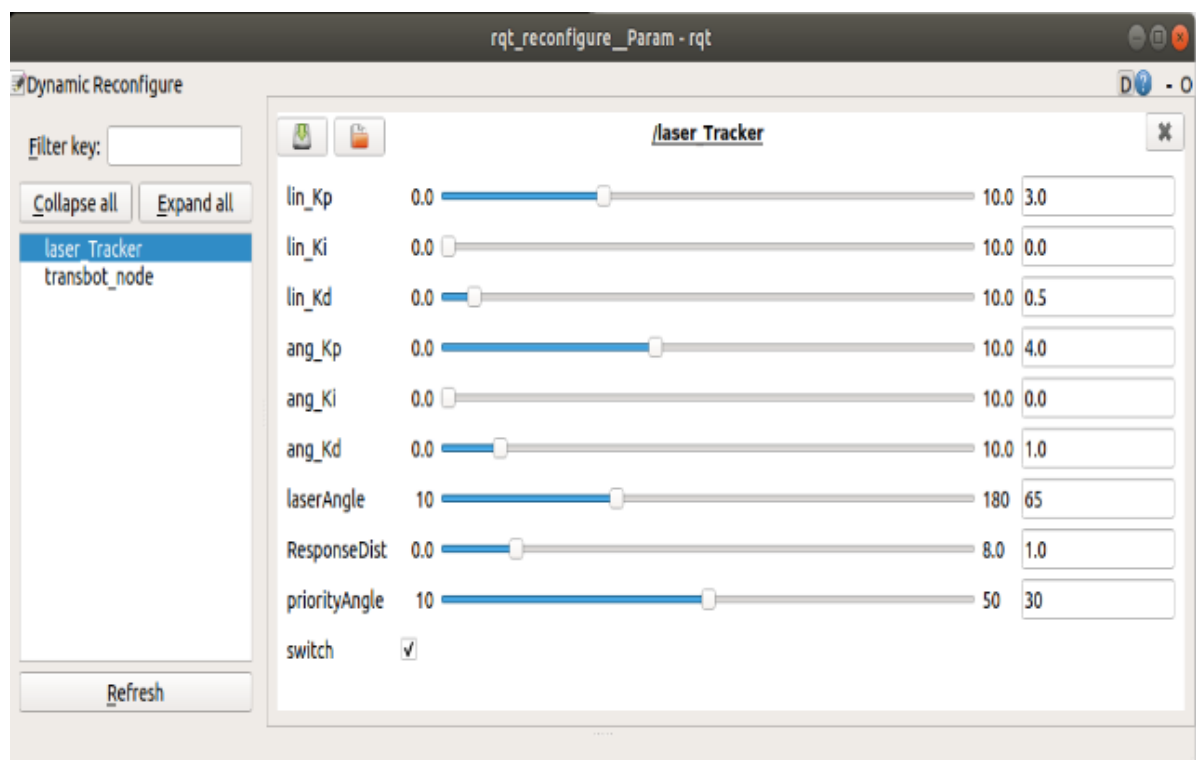 rqt_reconfigure__Param - rqt
Dynamic Reconfigure
D? - O
Filter key:
Collapse all Expand all
laser_Tracker
transbot_node
Refresh
/laser_Tracker
lin_Kp 0.0 10.0 3.0
lin_Ki 0.0 10.0 0.0
lin_Kd 0.0 10.0 0.5
ang_Kp 0.0 10.0 4.0
ang_Ki 0.0 10.0 0.0
ang_Kd 0.0 10.0 1.0
laserAngle 10 180 65
ResponseDist 0.0 8.0 1.0
priorityAngle 10 50 30
switch